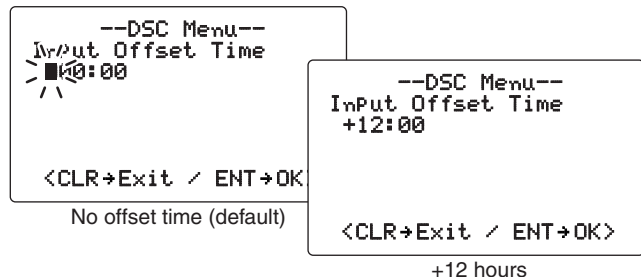 --DSC Menu--
Input Offset Time
00:00
<CLR→Exit / ENT→OK
No offset time (default)
--DSC Menu--
InPut Offset Time
+12:00
<CLR→Exit / ENT→OK>
+12 hours